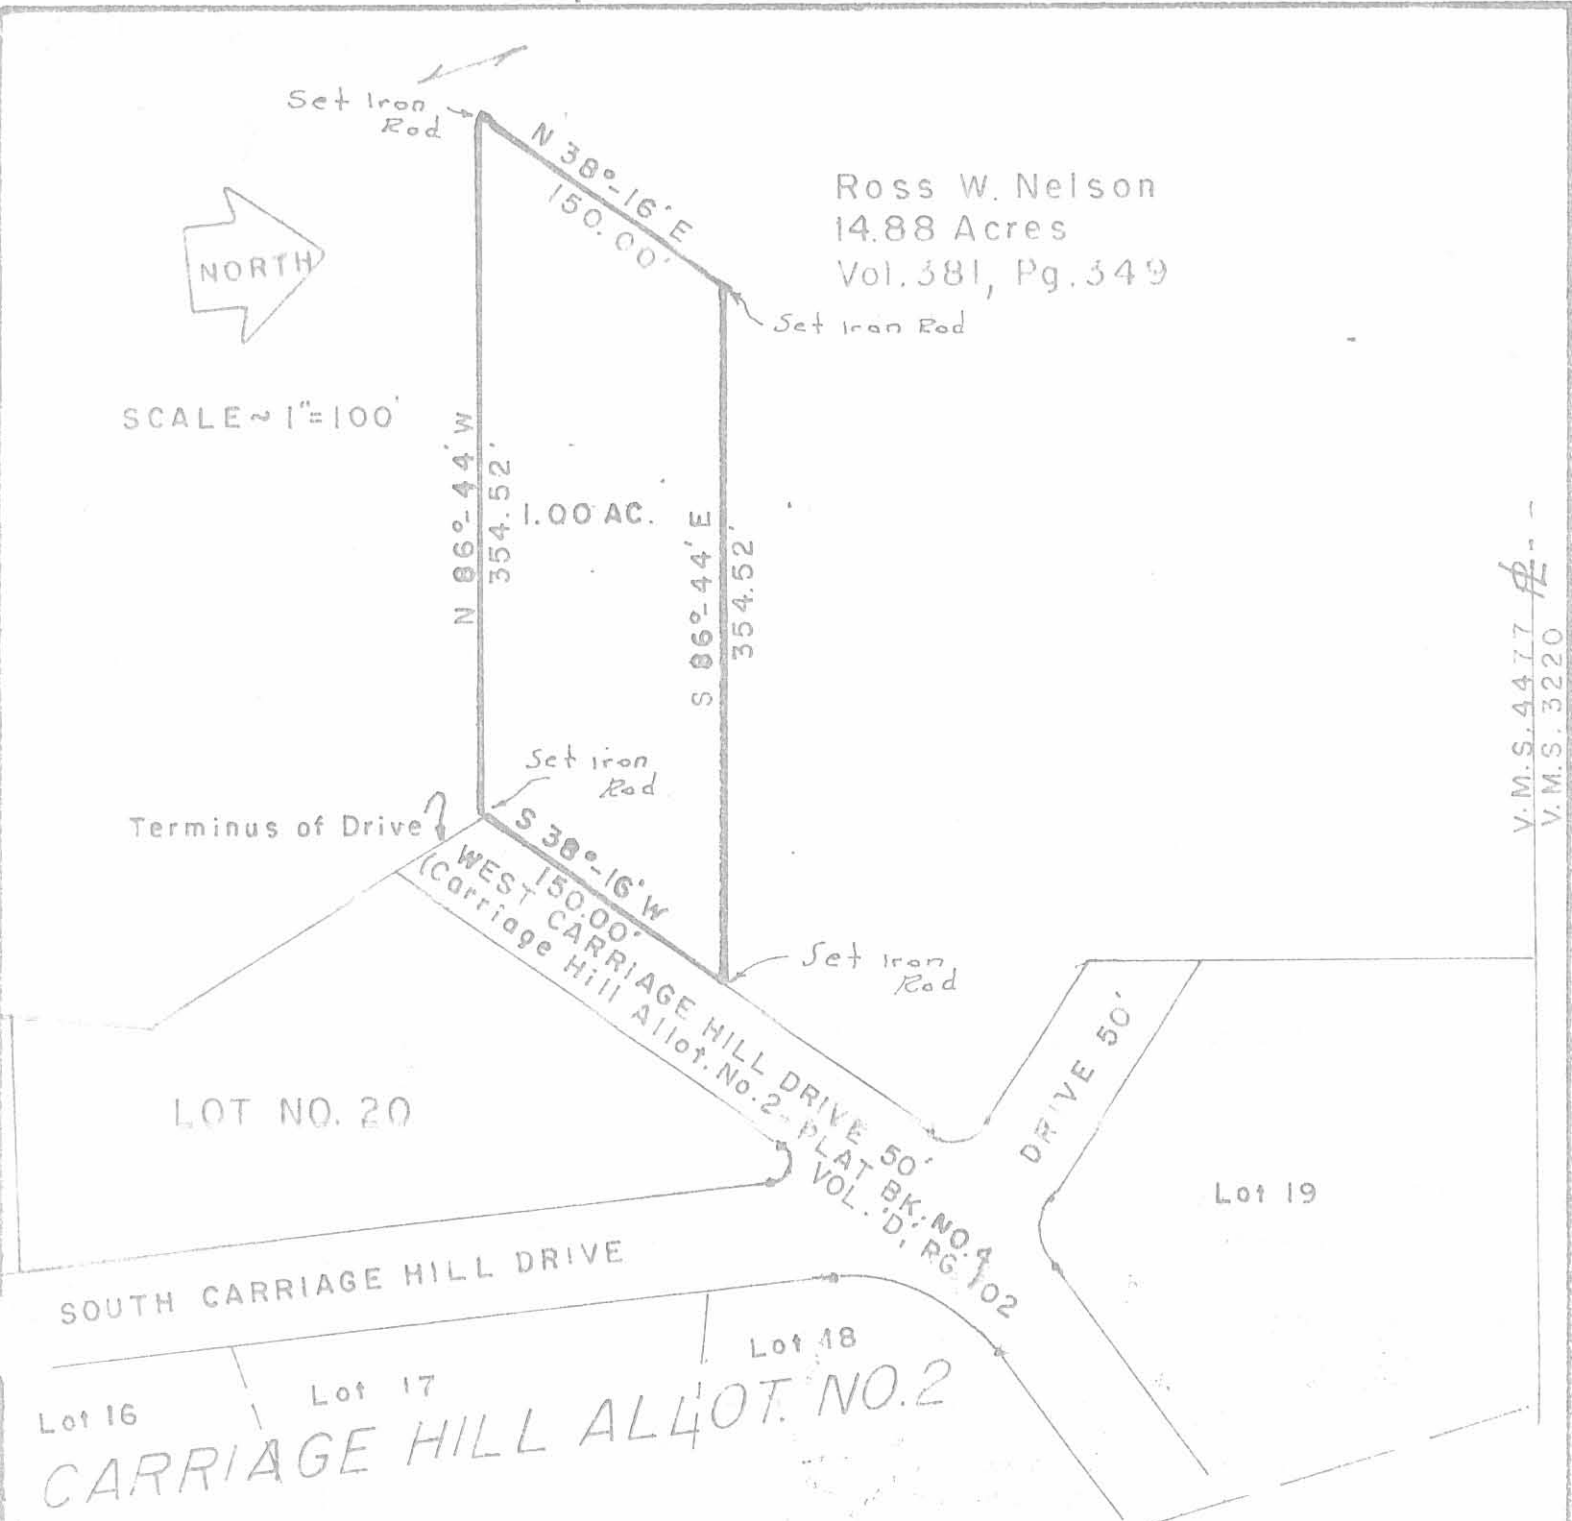 Set Iron
Rod
N 38°-16' E
150.00'
Ross W. Nelson
14.88 Acres
Vol. 381, Pg. 349
NORTH
Set Iron Rod
SCALE ~ 1"=100'
N 86°-44' W
354.52'
1.00 AC.
S 86°-44' E
354.52'
V.M.S. 4477
V.M.S. 3220
Set Iron
Rod
Terminus of Drive
S 38°-16' W
150.00'
WEST CARRIAGE HILL DRIVE 50'
(Carriage Hill Allot. No. 2 - PLAT BK. NO. 4
VOL. 'D', PG. 102
Set Iron
Rod
DRIVE 50'
LOT NO. 20
Lot 19
SOUTH CARRIAGE HILL DRIVE
Lot 18
Lot 17
Lot 16
CARRIAGE HILL ALLOT. NO. 2